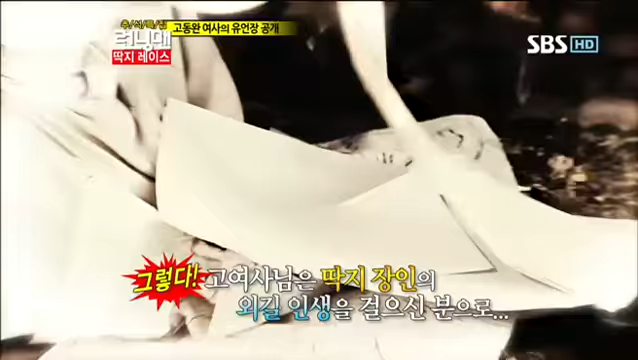 추/석/특/집
런닝맨
딱지 레이스
고동완 여사의 유언장 공개
SBS HD
그렇다! 고여사님은 딱지 장인의
외길 인생을 걸으신 분으로...